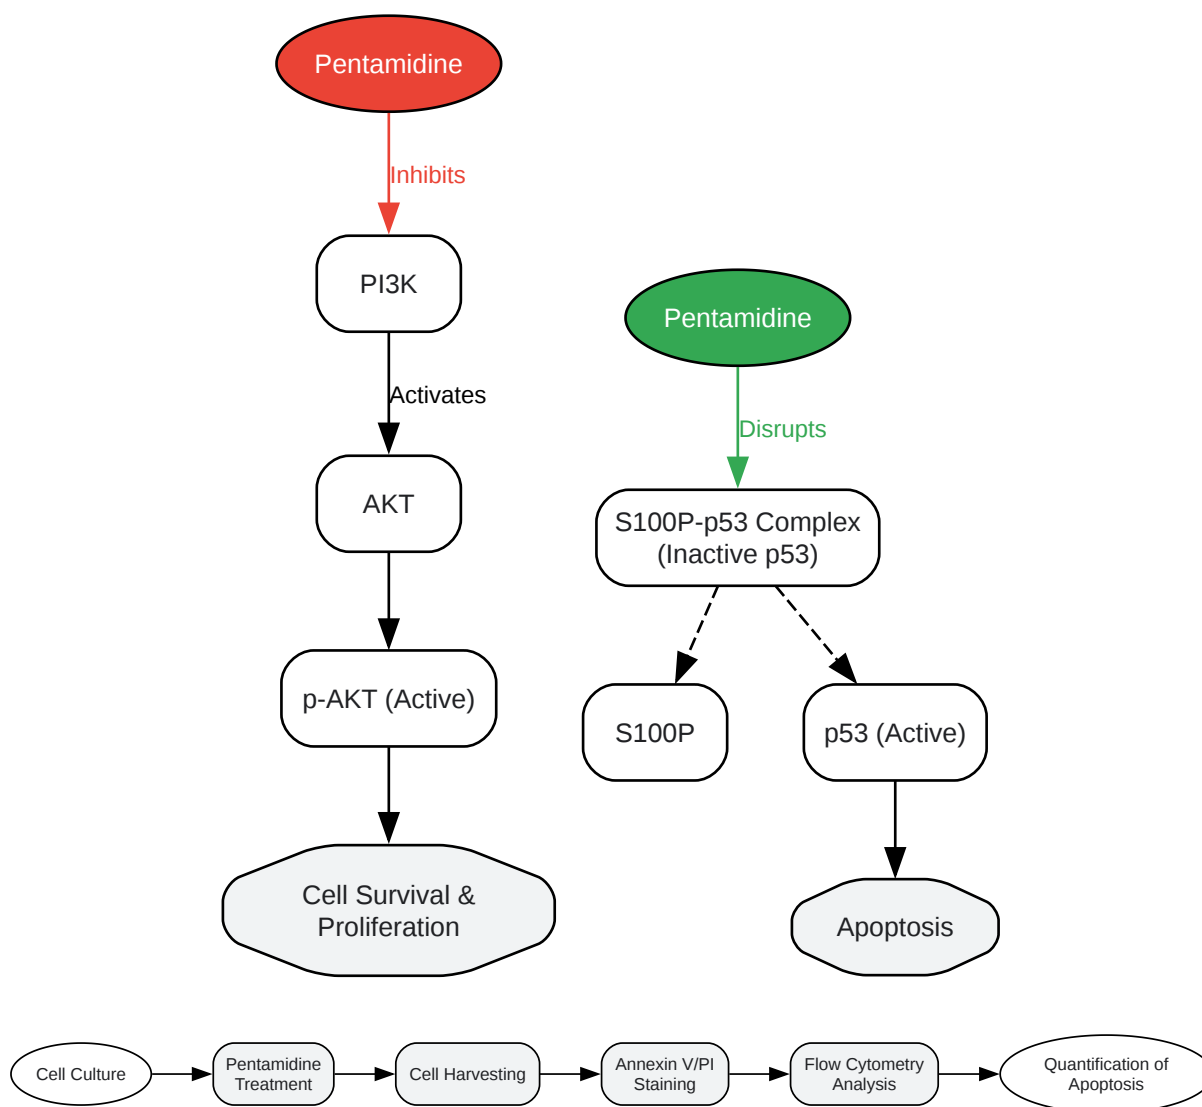 Pentamidine
Inhibits
PI3K
Activates
AKT
p-AKT (Active)
Cell Survival &
Proliferation
Pentamidine
Disrupts
S100P-p53 Complex
(Inactive p53)
S100P
p53 (Active)
Apoptosis
Cell Culture
Pentamidine
Treatment
Cell Harvesting
Annexin V/PI
Staining
Flow Cytometry
Analysis
Quantification of
Apoptosis